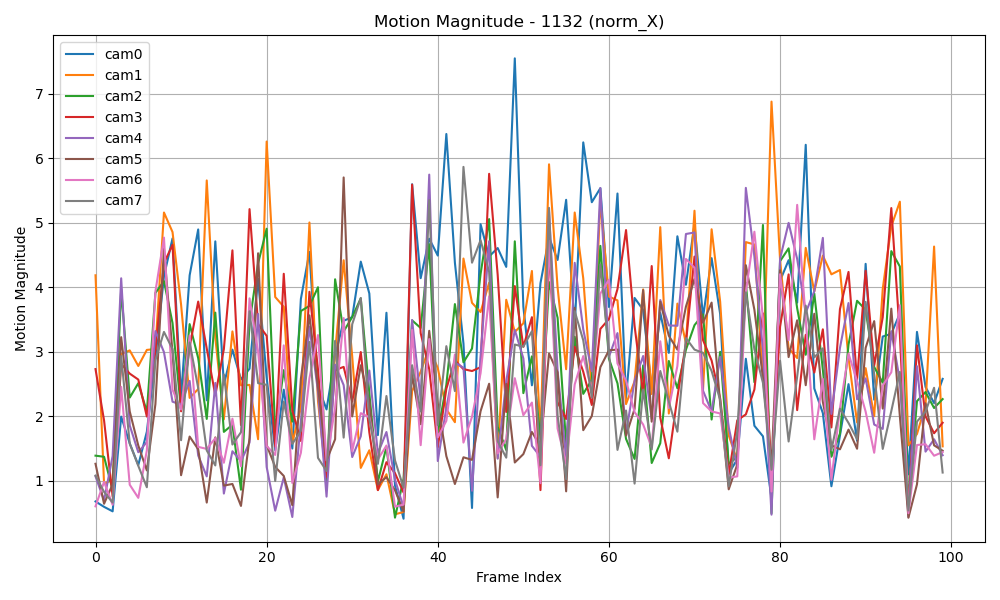 Motion Magnitude - 1132 (norm_X)
cam0
cam1
cam2
cam3
cam4
cam5
cam6
cam7
7
6
5
4
3
2
1
Motion Magnitude
0 20 40 60 80 100
Frame Index